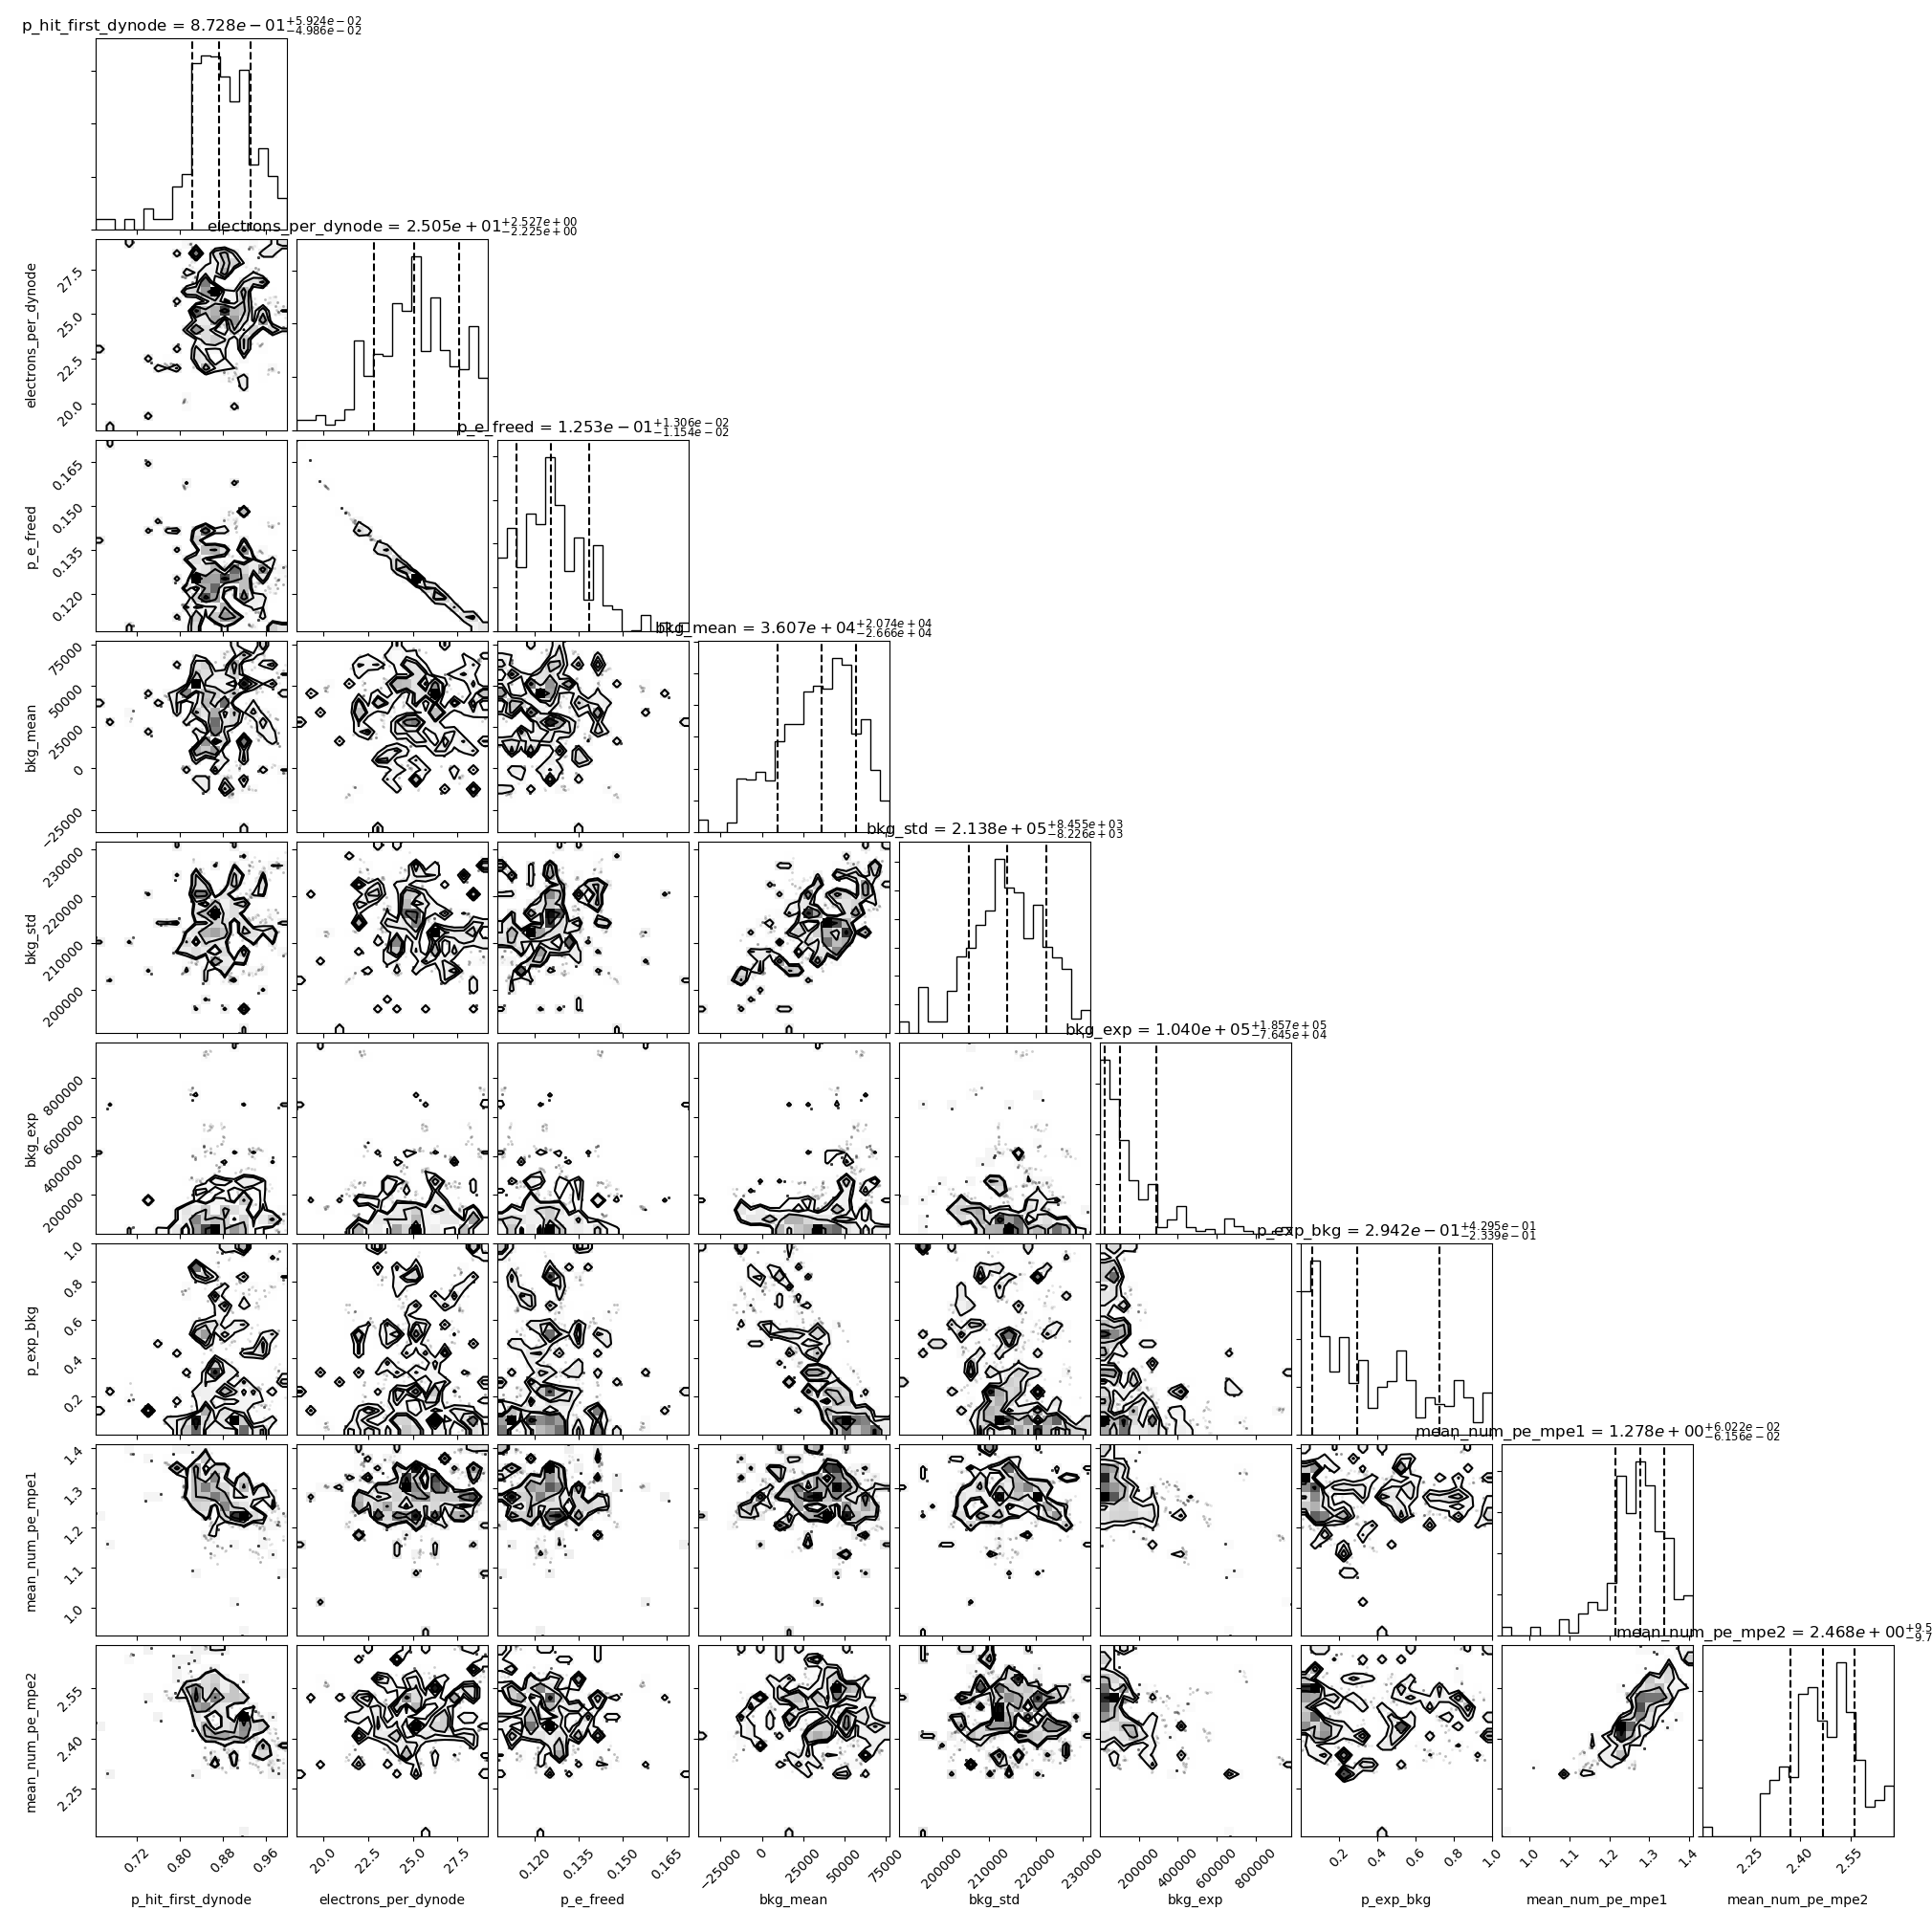 p_hit_first_dynode = 8.728e−01+5.924e−02−4.986e−02
electrons_per_dynode = 2.505e+01+2.527e+00−2.225e+00
27.5
25.0
22.5
20.0
electrons_per_dynode
p_e_freed = 1.253e−01+1.306e−02−1.154e−02
0.165
0.150
0.135
0.120
p_e_freed
bkg_mean = 3.607e+04+2.074e+04−2.666e+04
75000
50000
25000
0
−25000
bkg_mean
bkg_std = 2.138e+05+8.455e+03−8.226e+03
230000
220000
210000
200000
bkg_std
bkg_exp = 1.040e+05+1.857e+05−7.645e+04
800000
600000
400000
200000
bkg_exp
p_exp_bkg = 2.942e−01+4.295e−01−2.339e−01
1.0
0.8
0.6
0.4
0.2
p_exp_bkg
mean_num_pe_mpe1 = 1.278e+00+6.022e−02−6.156e−02
1.4
1.3
1.2
1.1
1.0
mean_num_pe_mpe1
mean_num_pe_mpe2 = 2.468e+00+9.5−9.7
2.55
2.40
2.25
mean_num_pe_mpe2
0.72 0.80 0.88 0.96
20.0 22.5 25.0 27.5
0.120 0.135 0.150 0.165
−25000 0 25000 50000 75000
200000 210000 220000 230000
200000 400000 600000 800000
0.2 0.4 0.6 0.8 1.0
1.0 1.1 1.2 1.3 1.4
2.25 2.40 2.55
p_hit_first_dynode
electrons_per_dynode
p_e_freed
bkg_mean
bkg_std
bkg_exp
p_exp_bkg
mean_num_pe_mpe1
mean_num_pe_mpe2